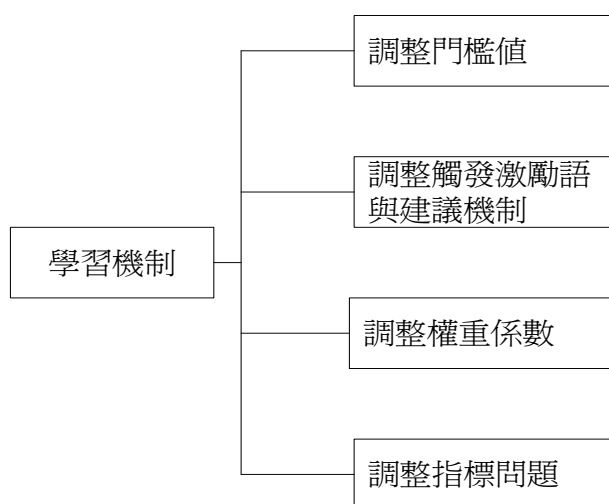 調整門檻值
調整觸發激勵語
與建議機制
學習機制
調整權重係數
調整指標問題